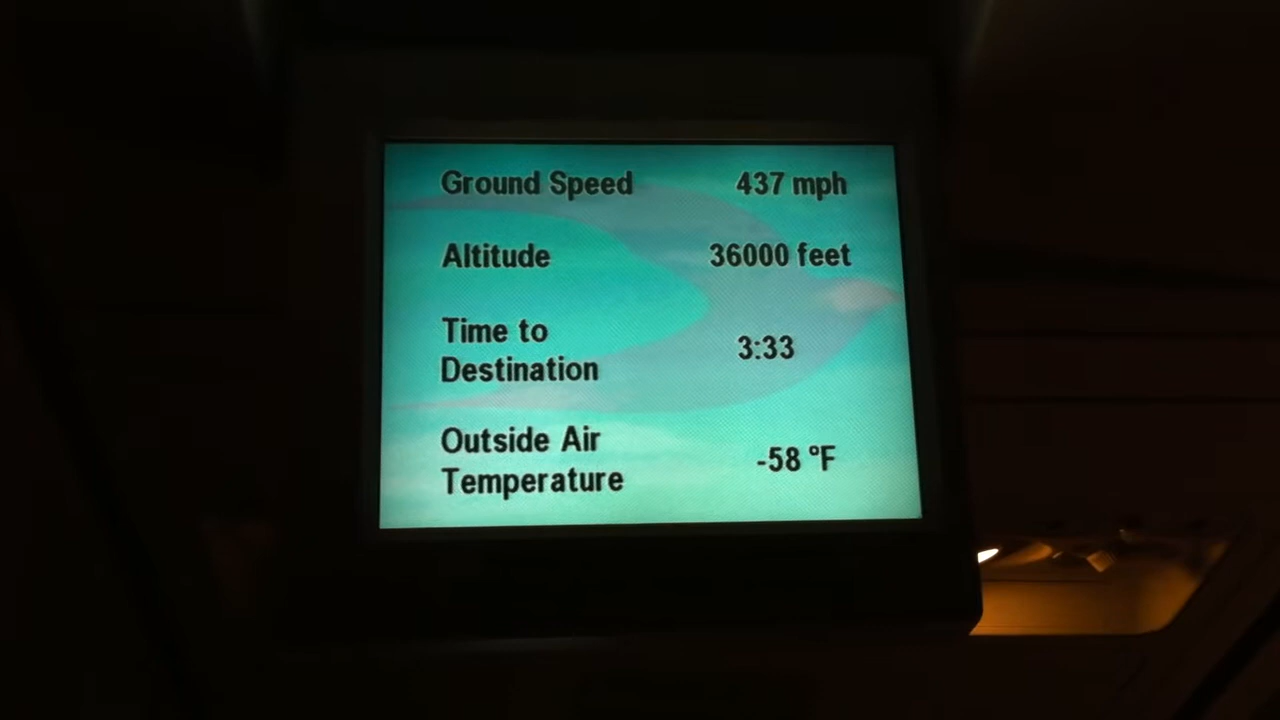 Ground Speed 437 mph
Altitude 36000 feet
Time to
Destination 3:33
Outside Air
Temperature -58 °F